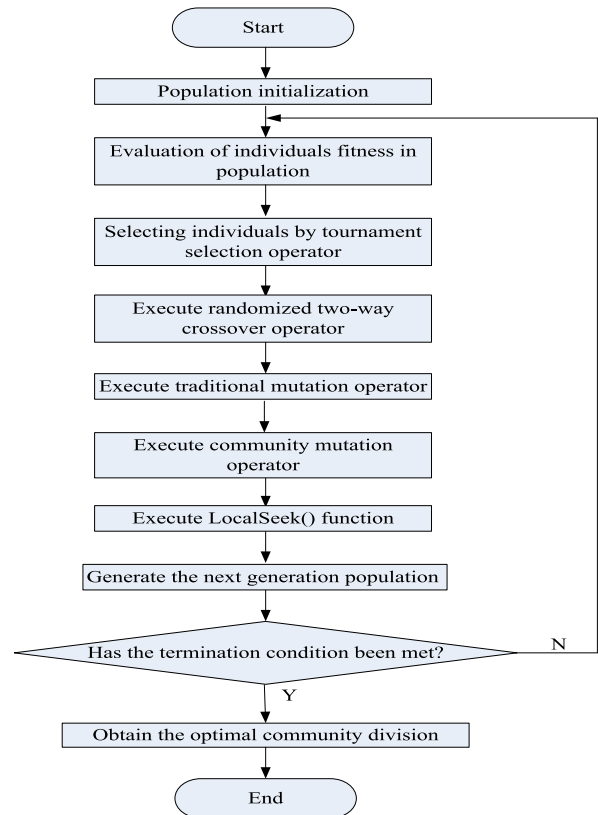 Start
Population initialization
Evaluation of individuals fitness in
population
Selecting individuals by tournament
selection operator
Execute randomized two-way
crossover operator
Execute traditional mutation operator
Execute community mutation
operator
Execute LocalSeek() function
Generate the next generation population
Has the termination condition been met?
N
Y
Obtain the optimal community division
End